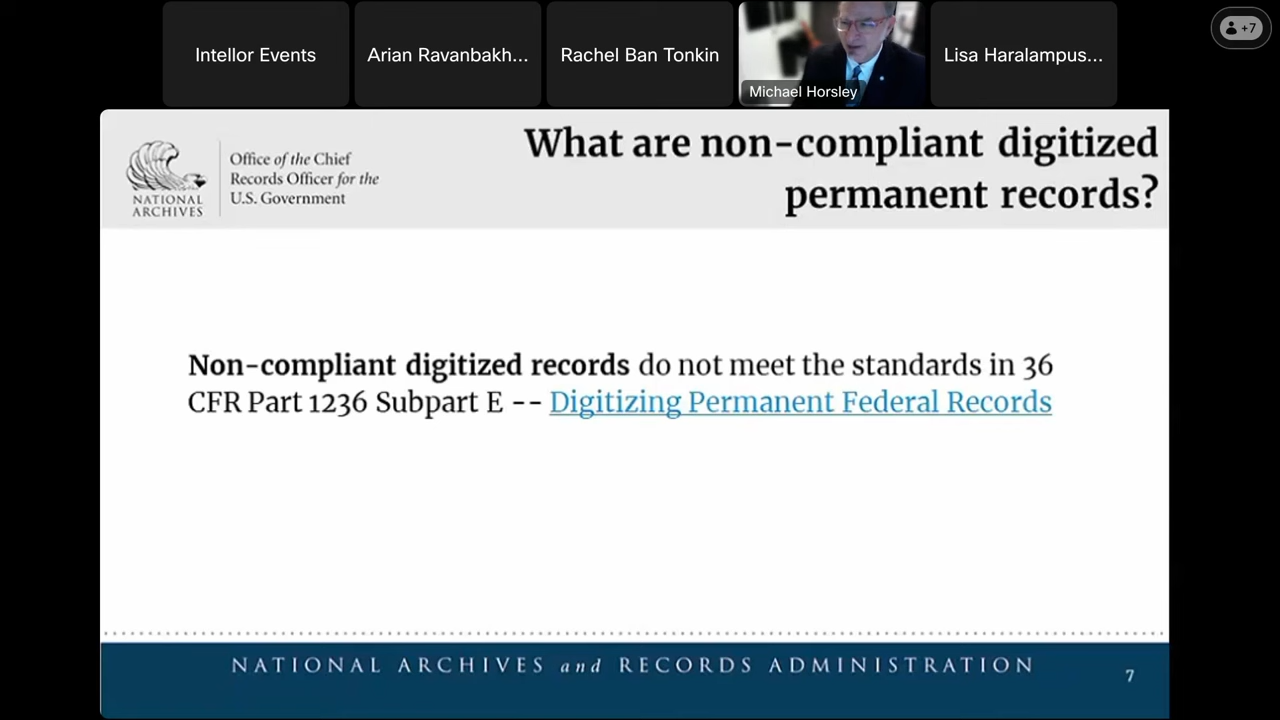 Intellor Events
Arian Ravanbakh...
Rachel Ban Tonkin
Michael Horsley
Lisa Haralampus...
+7
NATIONAL
ARCHIVES
Office of the Chief
Records Officer for the
U.S. Government
What are non-compliant digitized
permanent records?
Non-compliant digitized records do not meet the standards in 36
CFR Part 1236 Subpart E -- Digitizing Permanent Federal Records
NATIONAL ARCHIVES and RECORDS ADMINISTRATION
7